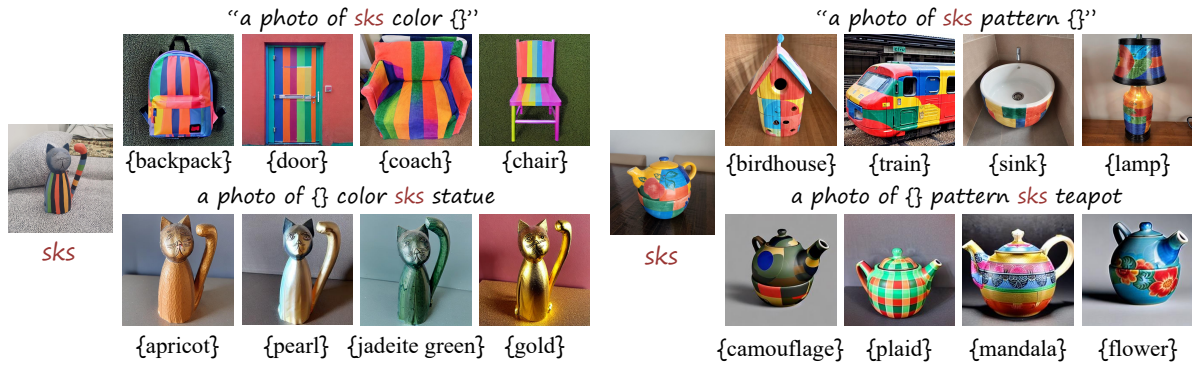 “a photo of sks color {}”
{backpack} {door} {coach} {chair}
a photo of {} color sks statue
sks
{apricot} {pearl} {jadeite green} {gold}
“a photo of sks pattern {}”
{birdhouse} {train} {sink} {lamp}
a photo of {} pattern sks teapot
sks
{camouflage} {plaid} {mandala} {flower}